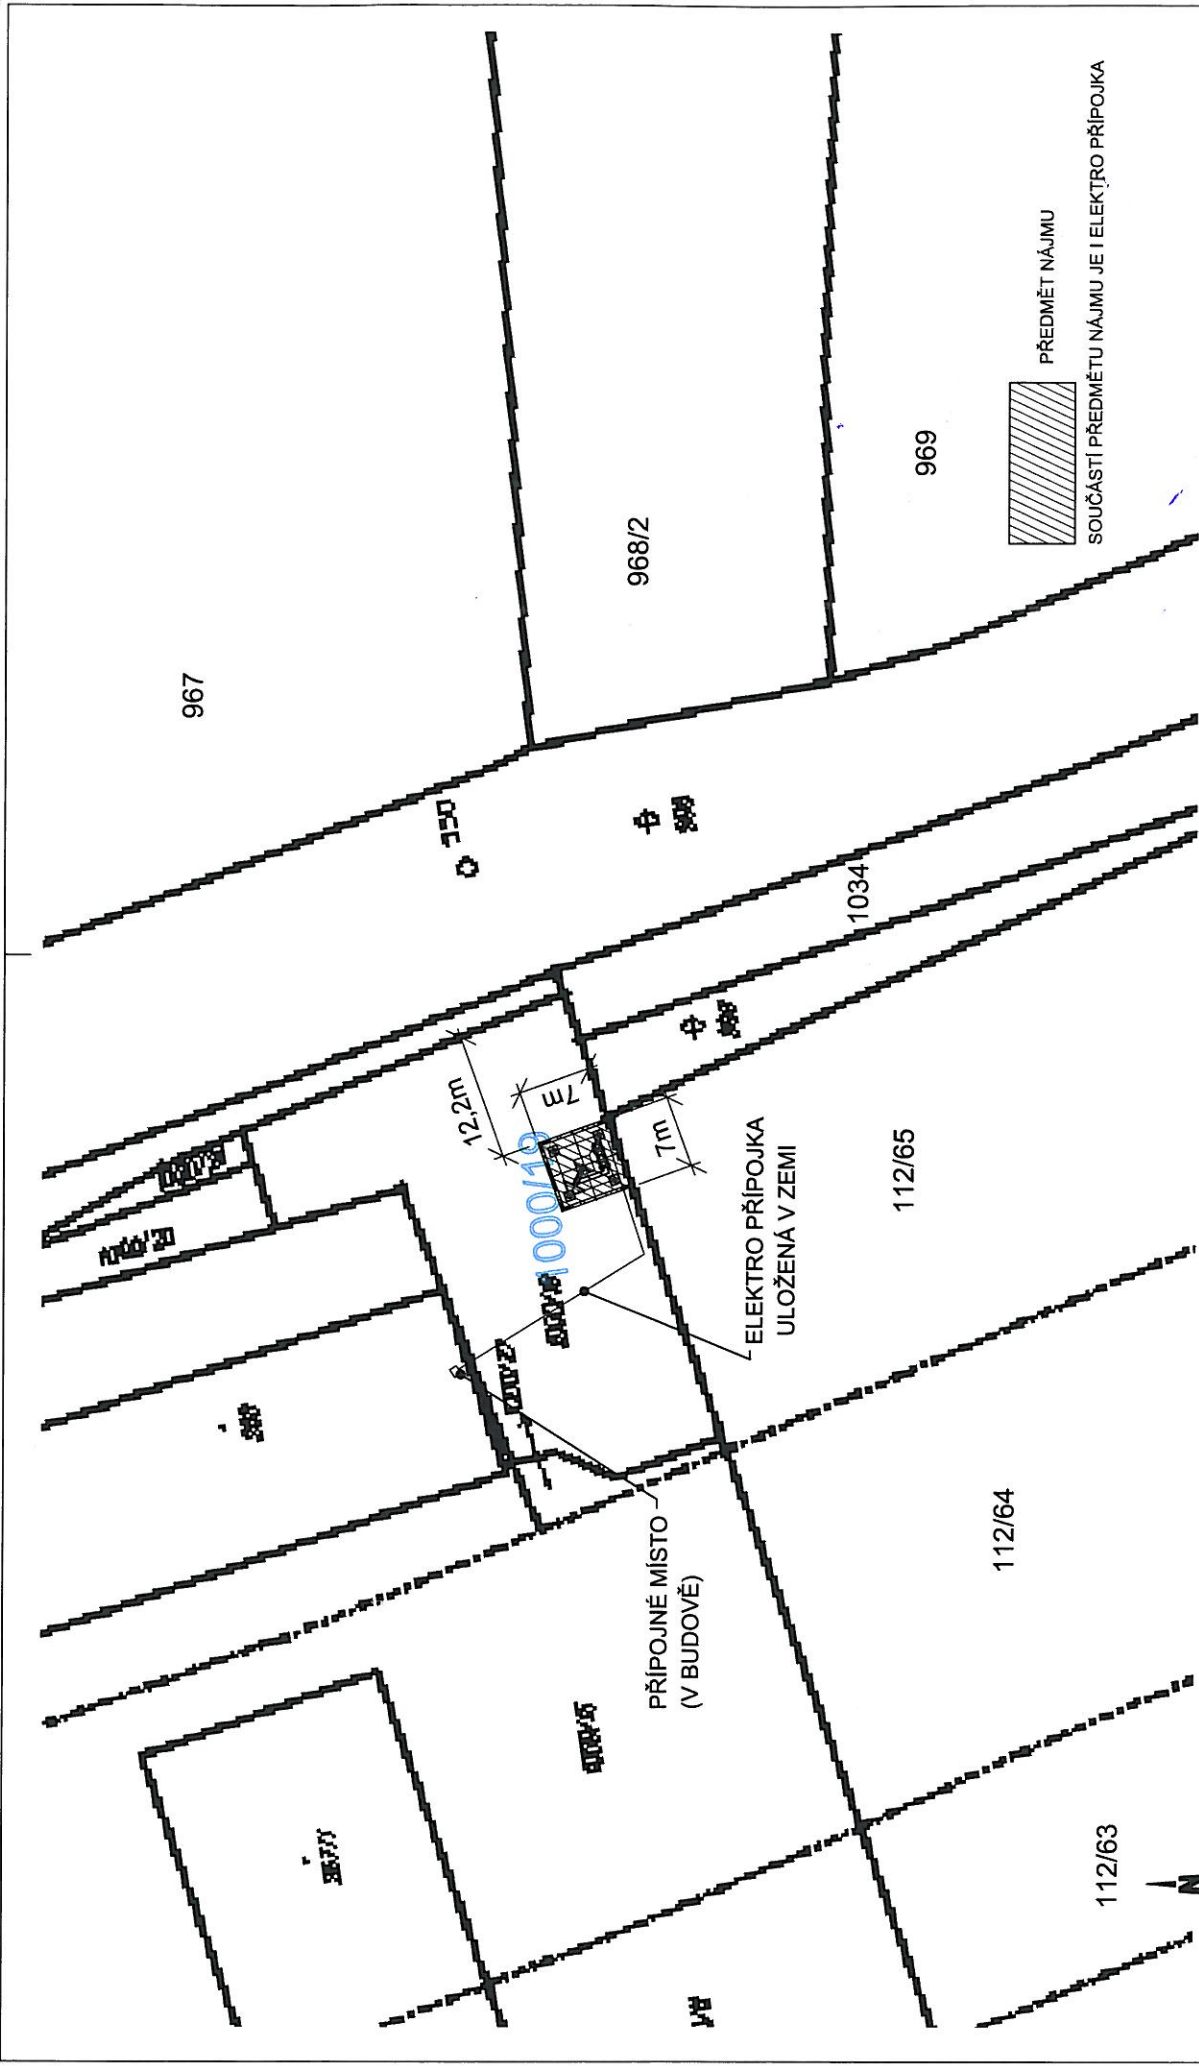 967
968/2
969
1034
12,2m
7m
7m
1000/19
112/65
112/64
112/63
ELEKTRO PŘÍPOJKA
ULOŽENÁ V ZEMI
PŘÍPOJNÉ MÍSTO
(V BUDOVĚ)
PŘEDMĚT NÁJMU
SOUČÁSTÍ PŘEDMĚTU NÁJMU JE I ELEKTRO PŘÍPOJKA